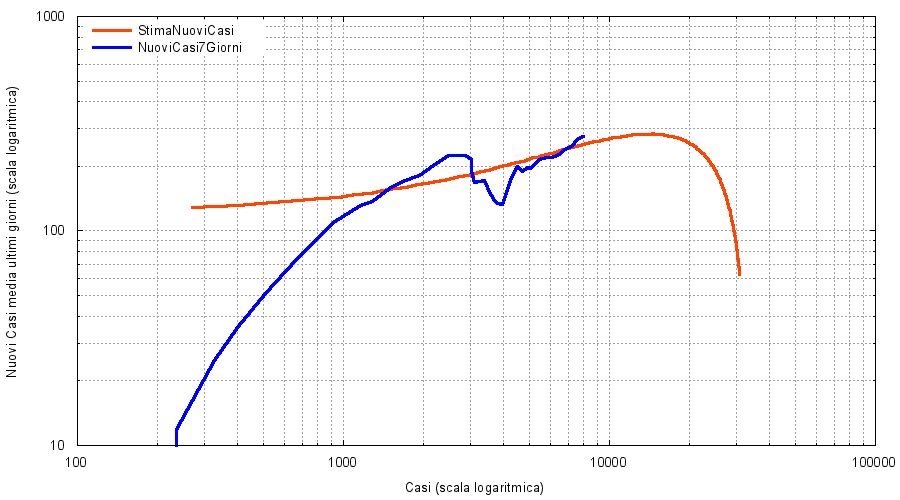 1000
StimaNuoviCasi
NuoviCasi7Giorni
Nuovi Casi media ultimi giorni (scala logaritmica)
100
10
100 1000 10000 100000
Casi (scala logaritmica)